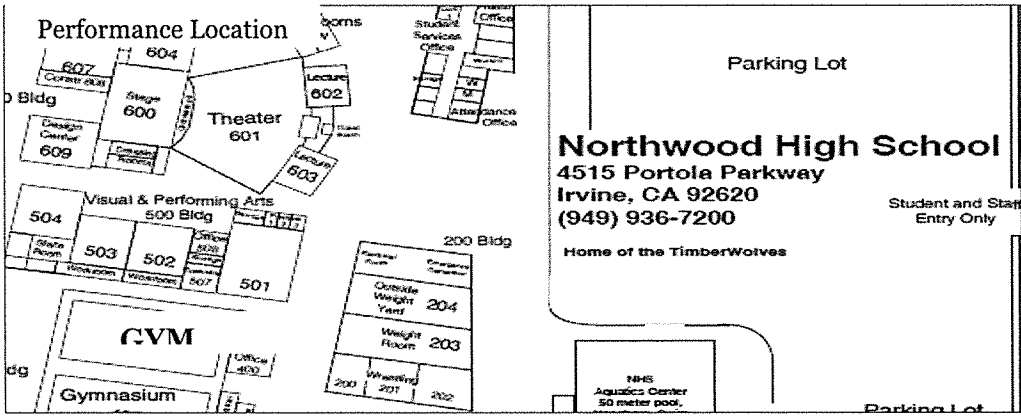 Performance Location
604
607
Stage
600
Theater
601
Lecture
602
Lecture
603
Design
Center
609
Student
Services
Office
Attendance
Office
Parking Lot
Northwood High School
4515 Portola Parkway
Irvine, CA 92620
(949) 936-7200
Home of the TimberWolves
Student and Staff
Entry Only
Visual & Performing Arts
500 Bldg
504
503
502
507
501
200 Bldg
Outside
Weight
Yard
204
Weight
Room
203
200
Wrestling
201
202
GYM
Office
400
Gymnasium
NHS
Aquatics Center
50 meter pool,
Parking Lot